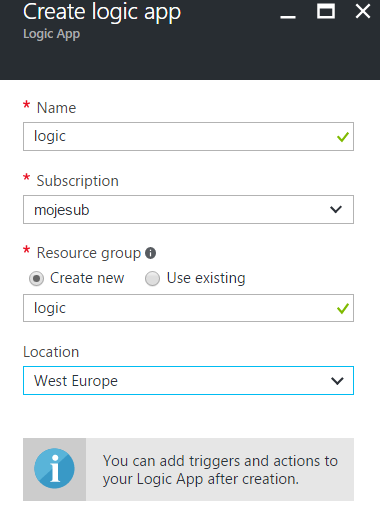 Create logic app
Logic App
* Name
logic
* Subscription
mojesub
* Resource group
Create new Use existing
logic
Location
West Europe
You can add triggers and actions to
your Logic App after creation.